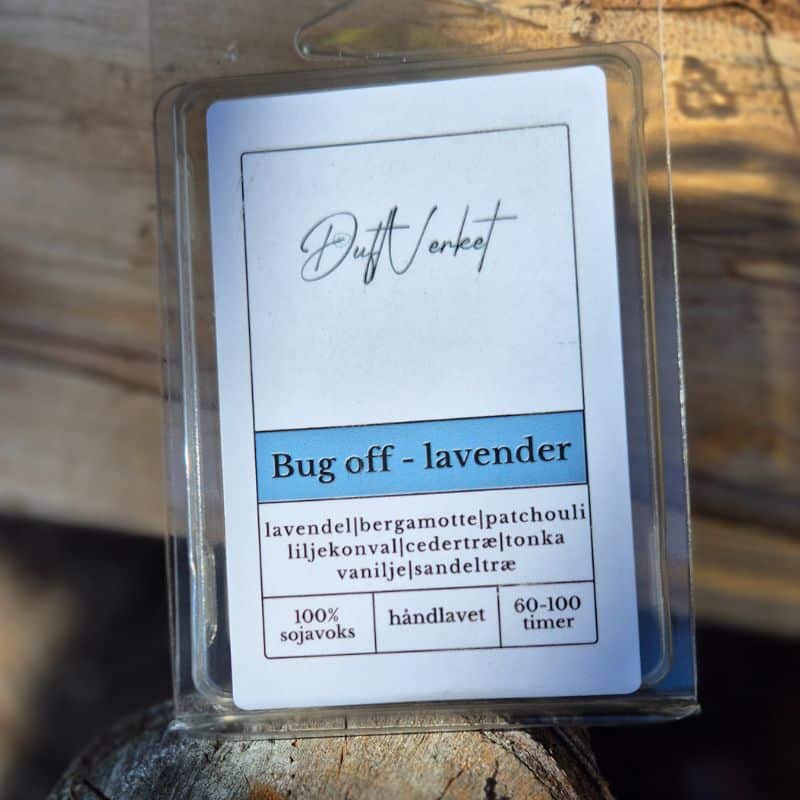 DuftVerket
Bug off - lavender
lavendel|bergamotte|patchouli
liljekonval|cedertræ|tonka
vanilje|sandeltræ
100%
sojavoks
håndlavet
60-100
timer